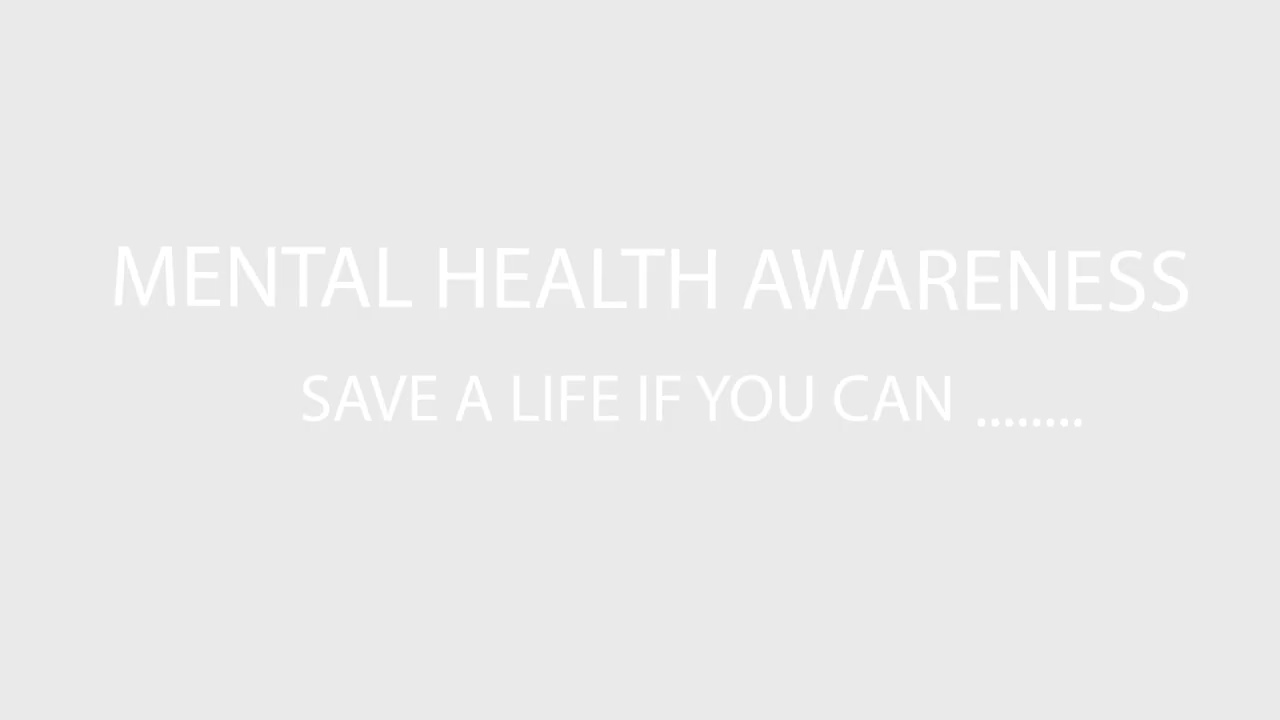 MENTAL HEALTH AWARENESS
SAVE A LIFE IF YOU CAN ........